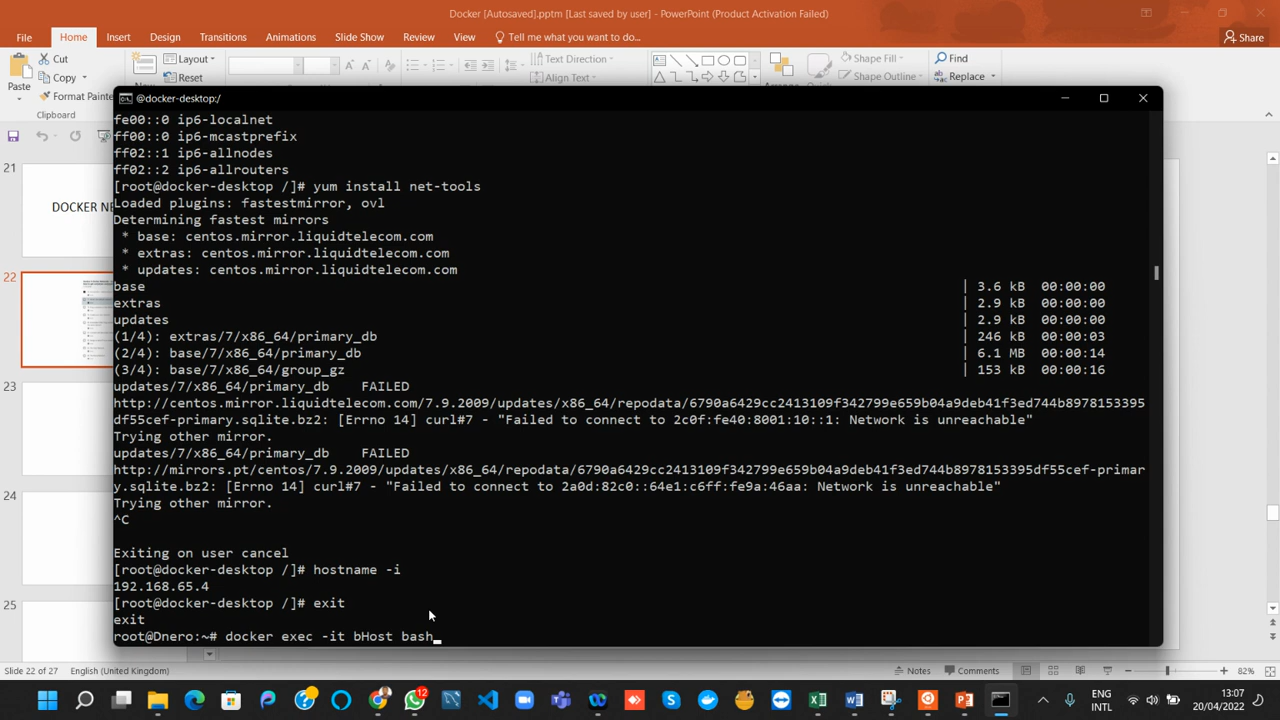 Docker [Autosaved].pptm [Last saved by user] - PowerPoint (Product Activation Failed)
File Home Insert Design Transitions Animations Slide Show Review View Tell me what you want to do... Share
Cut
Copy
Format Painte
Paste
Clipboard
Layout
Reset
Text Direction
Align Text
Shape Fill
Shape Outline
Find
Replace
@docker-desktop:/
fe00::0 ip6-localnet
ff00::0 ip6-mcastprefix
ff02::1 ip6-allnodes
ff02::2 ip6-allrouters
[root@docker-desktop /]# yum install net-tools
Loaded plugins: fastestmirror, ovl
Determining fastest mirrors
* base: centos.mirror.liquidtelecom.com
* extras: centos.mirror.liquidtelecom.com
* updates: centos.mirror.liquidtelecom.com
base | 3.6 kB 00:00:00
extras | 2.9 kB 00:00:00
updates | 2.9 kB 00:00:00
(1/4): extras/7/x86_64/primary_db | 246 kB 00:00:03
(2/4): base/7/x86_64/primary_db | 6.1 MB 00:00:14
(3/4): base/7/x86_64/group_gz | 153 kB 00:00:16
updates/7/x86_64/primary_db FAILED
http://centos.mirror.liquidtelecom.com/7.9.2009/updates/x86_64/repodata/6790a6429cc2413109f342799e659b04a9deb41f3ed744b8978153395
df55cef-primary.sqlite.bz2: [Errno 14] curl#7 - "Failed to connect to 2c0f:fe40:8001:10::1: Network is unreachable"
Trying other mirror.
updates/7/x86_64/primary_db FAILED
http://mirrors.pt/centos/7.9.2009/updates/x86_64/repodata/6790a6429cc2413109f342799e659b04a9deb41f3ed744b8978153395df55cef-primar
y.sqlite.bz2: [Errno 14] curl#7 - "Failed to connect to 2a0d:82c0::64e1:c6ff:fe9a:46aa: Network is unreachable"
Trying other mirror.
^C
Exiting on user cancel
[root@docker-desktop /]# hostname -i
192.168.65.4
[root@docker-desktop /]# exit
exit
root@Dnero:~# docker exec -it bHost bash
21
DOCKER NE
22
23
24
25
Slide 22 of 27 English (United Kingdom) Notes Comments 82%
12
ENG
INTL
13:07
20/04/2022